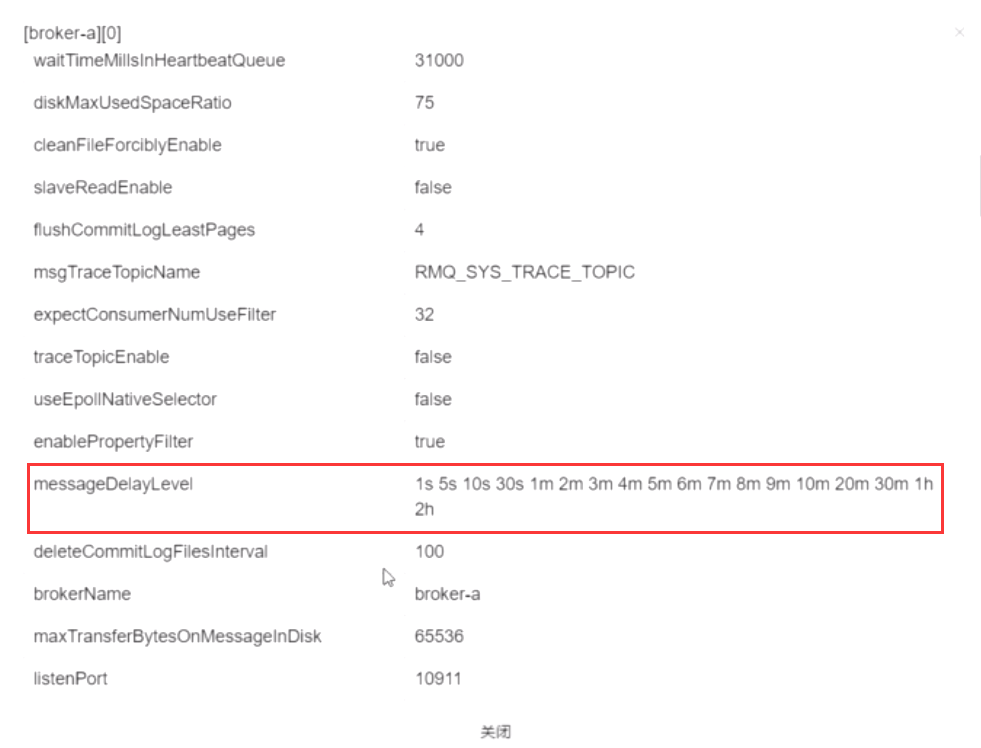 [broker-a][0]
waitTimeMillsInHeartbeatQueue 31000
diskMaxUsedSpaceRatio 75
cleanFileForciblyEnable true
slaveReadEnable false
flushCommitLogLeastPages 4
msgTraceTopicName RMQ_SYS_TRACE_TOPIC
expectConsumerNumUseFilter 32
traceTopicEnable false
useEpollNativeSelector false
enablePropertyFilter true
messageDelayLevel 1s 5s 10s 30s 1m 2m 3m 4m 5m 6m 7m 8m 9m 10m 20m 30m 1h
2h
deleteCommitLogFilesInterval 100
brokerName broker-a
maxTransferBytesOnMessageInDisk 65536
listenPort 10911
关闭